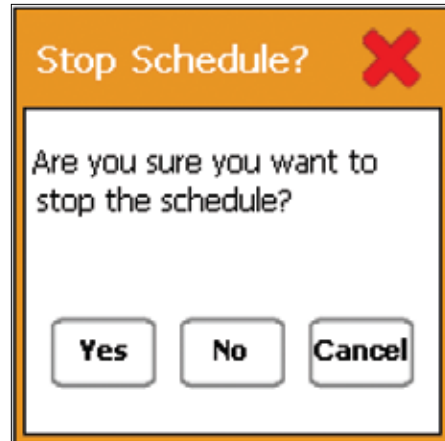 Stop Schedule?
Are you sure you want to
stop the schedule?
Yes No Cancel